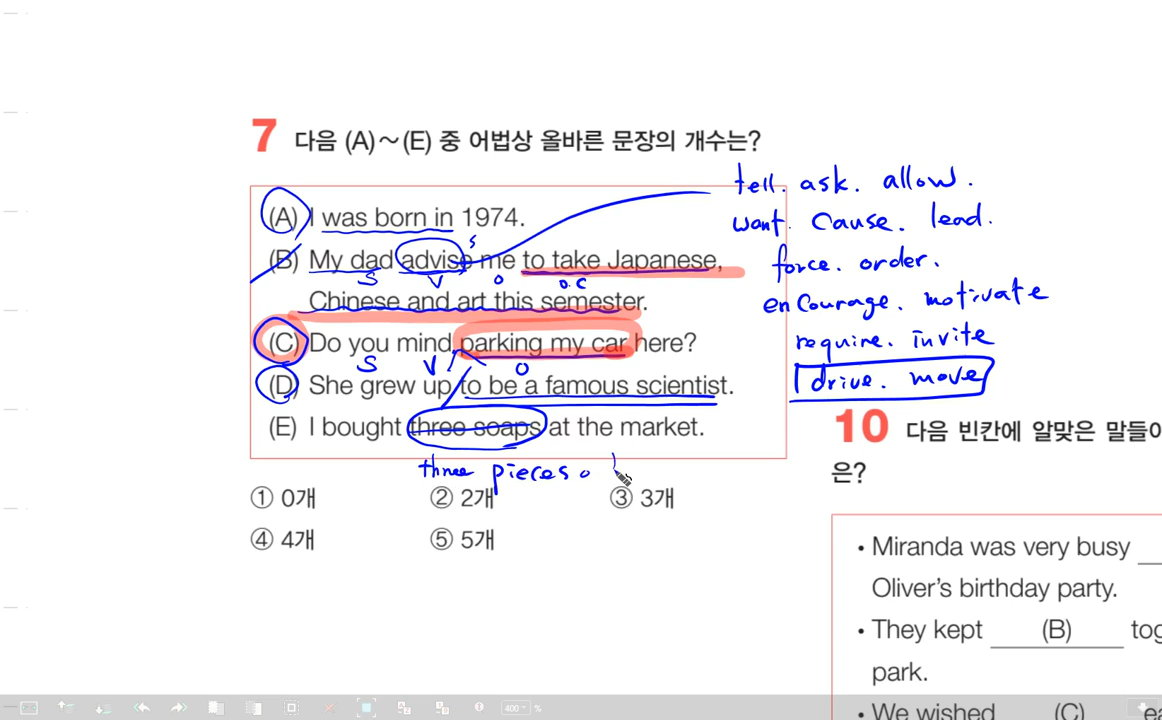 7 다음 (A)～(E) 중 어법상 올바른 문장의 개수는?
tell. ask. allow.
(A) I was born in 1974.
want. cause. lead.
s
(B) My dad advise me to take Japanese,
force. order.
S V O O.C
Chinese and art this semester.
encourage. motivate
(C) Do you mind parking my car here?
require. invite
S V O
(D) She grew up to be a famous scientist.
drive. move
(E) I bought three soaps at the market.
three pieces o
① 0개 ② 2개 ③ 3개
④ 4개 ⑤ 5개
10 다음 빈칸에 알맞은 말들이
은?
• Miranda was very busy
Oliver's birthday party.
• They kept (B) tog
park.
• We wished (C) ea
400 %